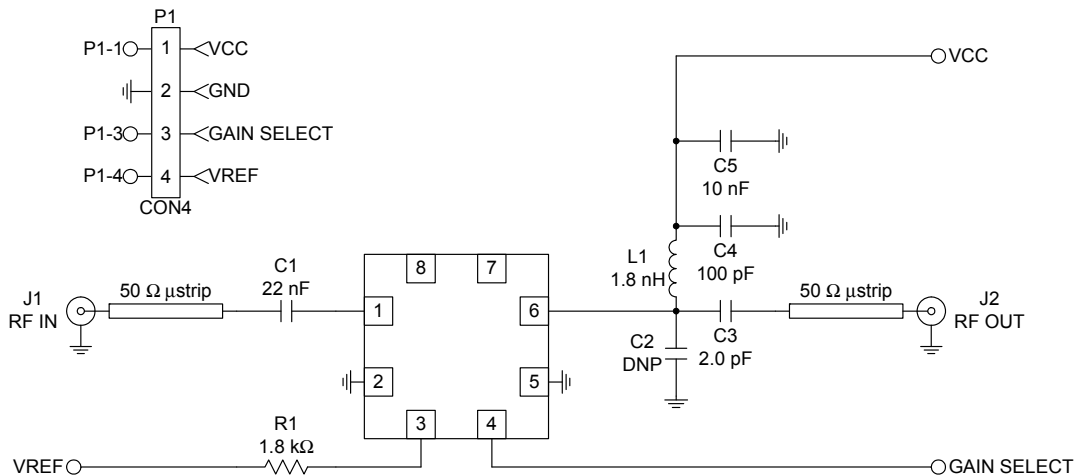 P1
P1-1
1
VCC
2
GND
P1-3
3
GAIN SELECT
P1-4
4
VREF
CON4
VCC
C5
10 nF
C4
100 pF
L1
1.8 nH
J1
RF IN
50 Ω µstrip
C1
22 nF
8
7
1
6
2
5
3
4
C2
DNP
C3
2.0 pF
50 Ω µstrip
J2
RF OUT
R1
1.8 kΩ
VREF
GAIN SELECT